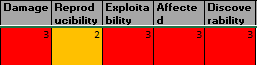 Damage Reprod Exploita Affecte Discove
ucibility bility d rability
3 2 3 3 3